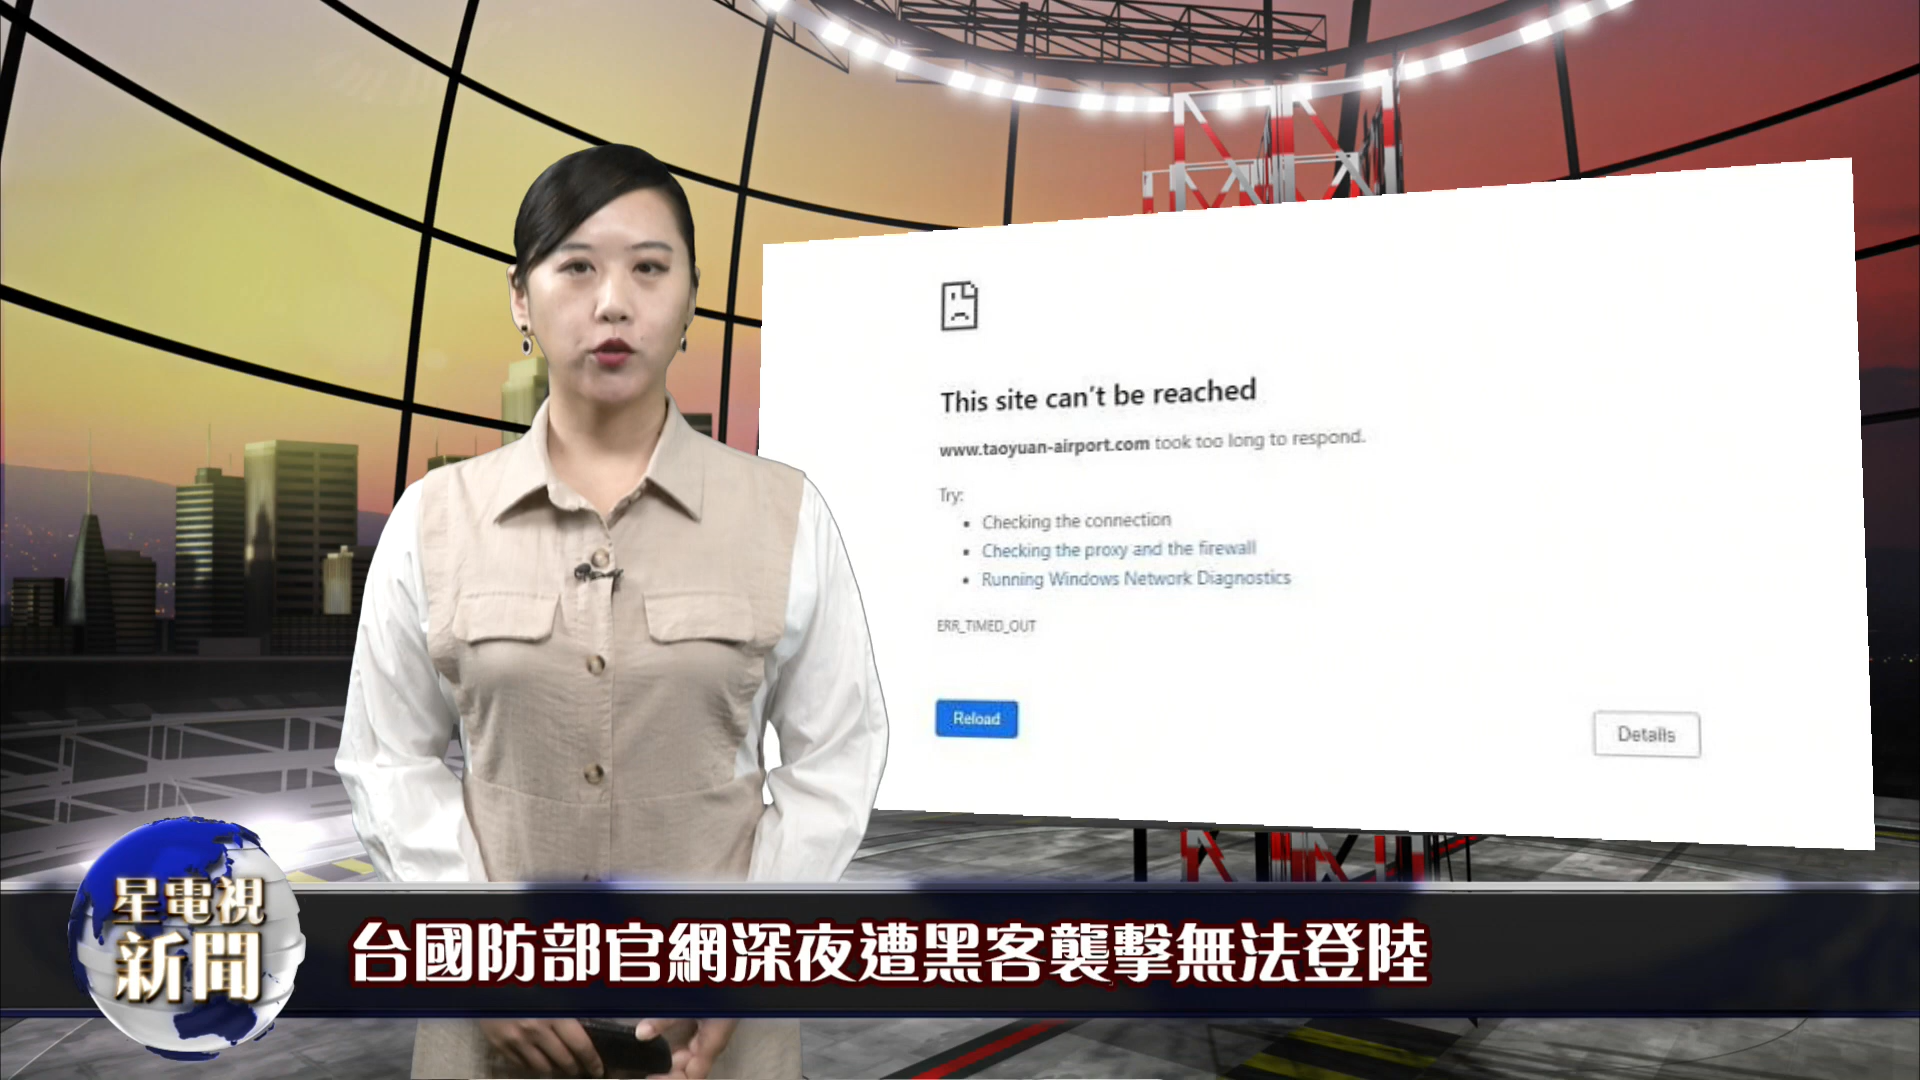 This site can't be reached
www.taoyuan-airport.com took too long to respond.
Try:
• Checking the connection
• Checking the proxy and the firewall
• Running Windows Network Diagnostics
ERR_TIMED_OUT
Reload
Details
星電視
新聞
台國防部官網深夜遭黑客襲擊無法登陸